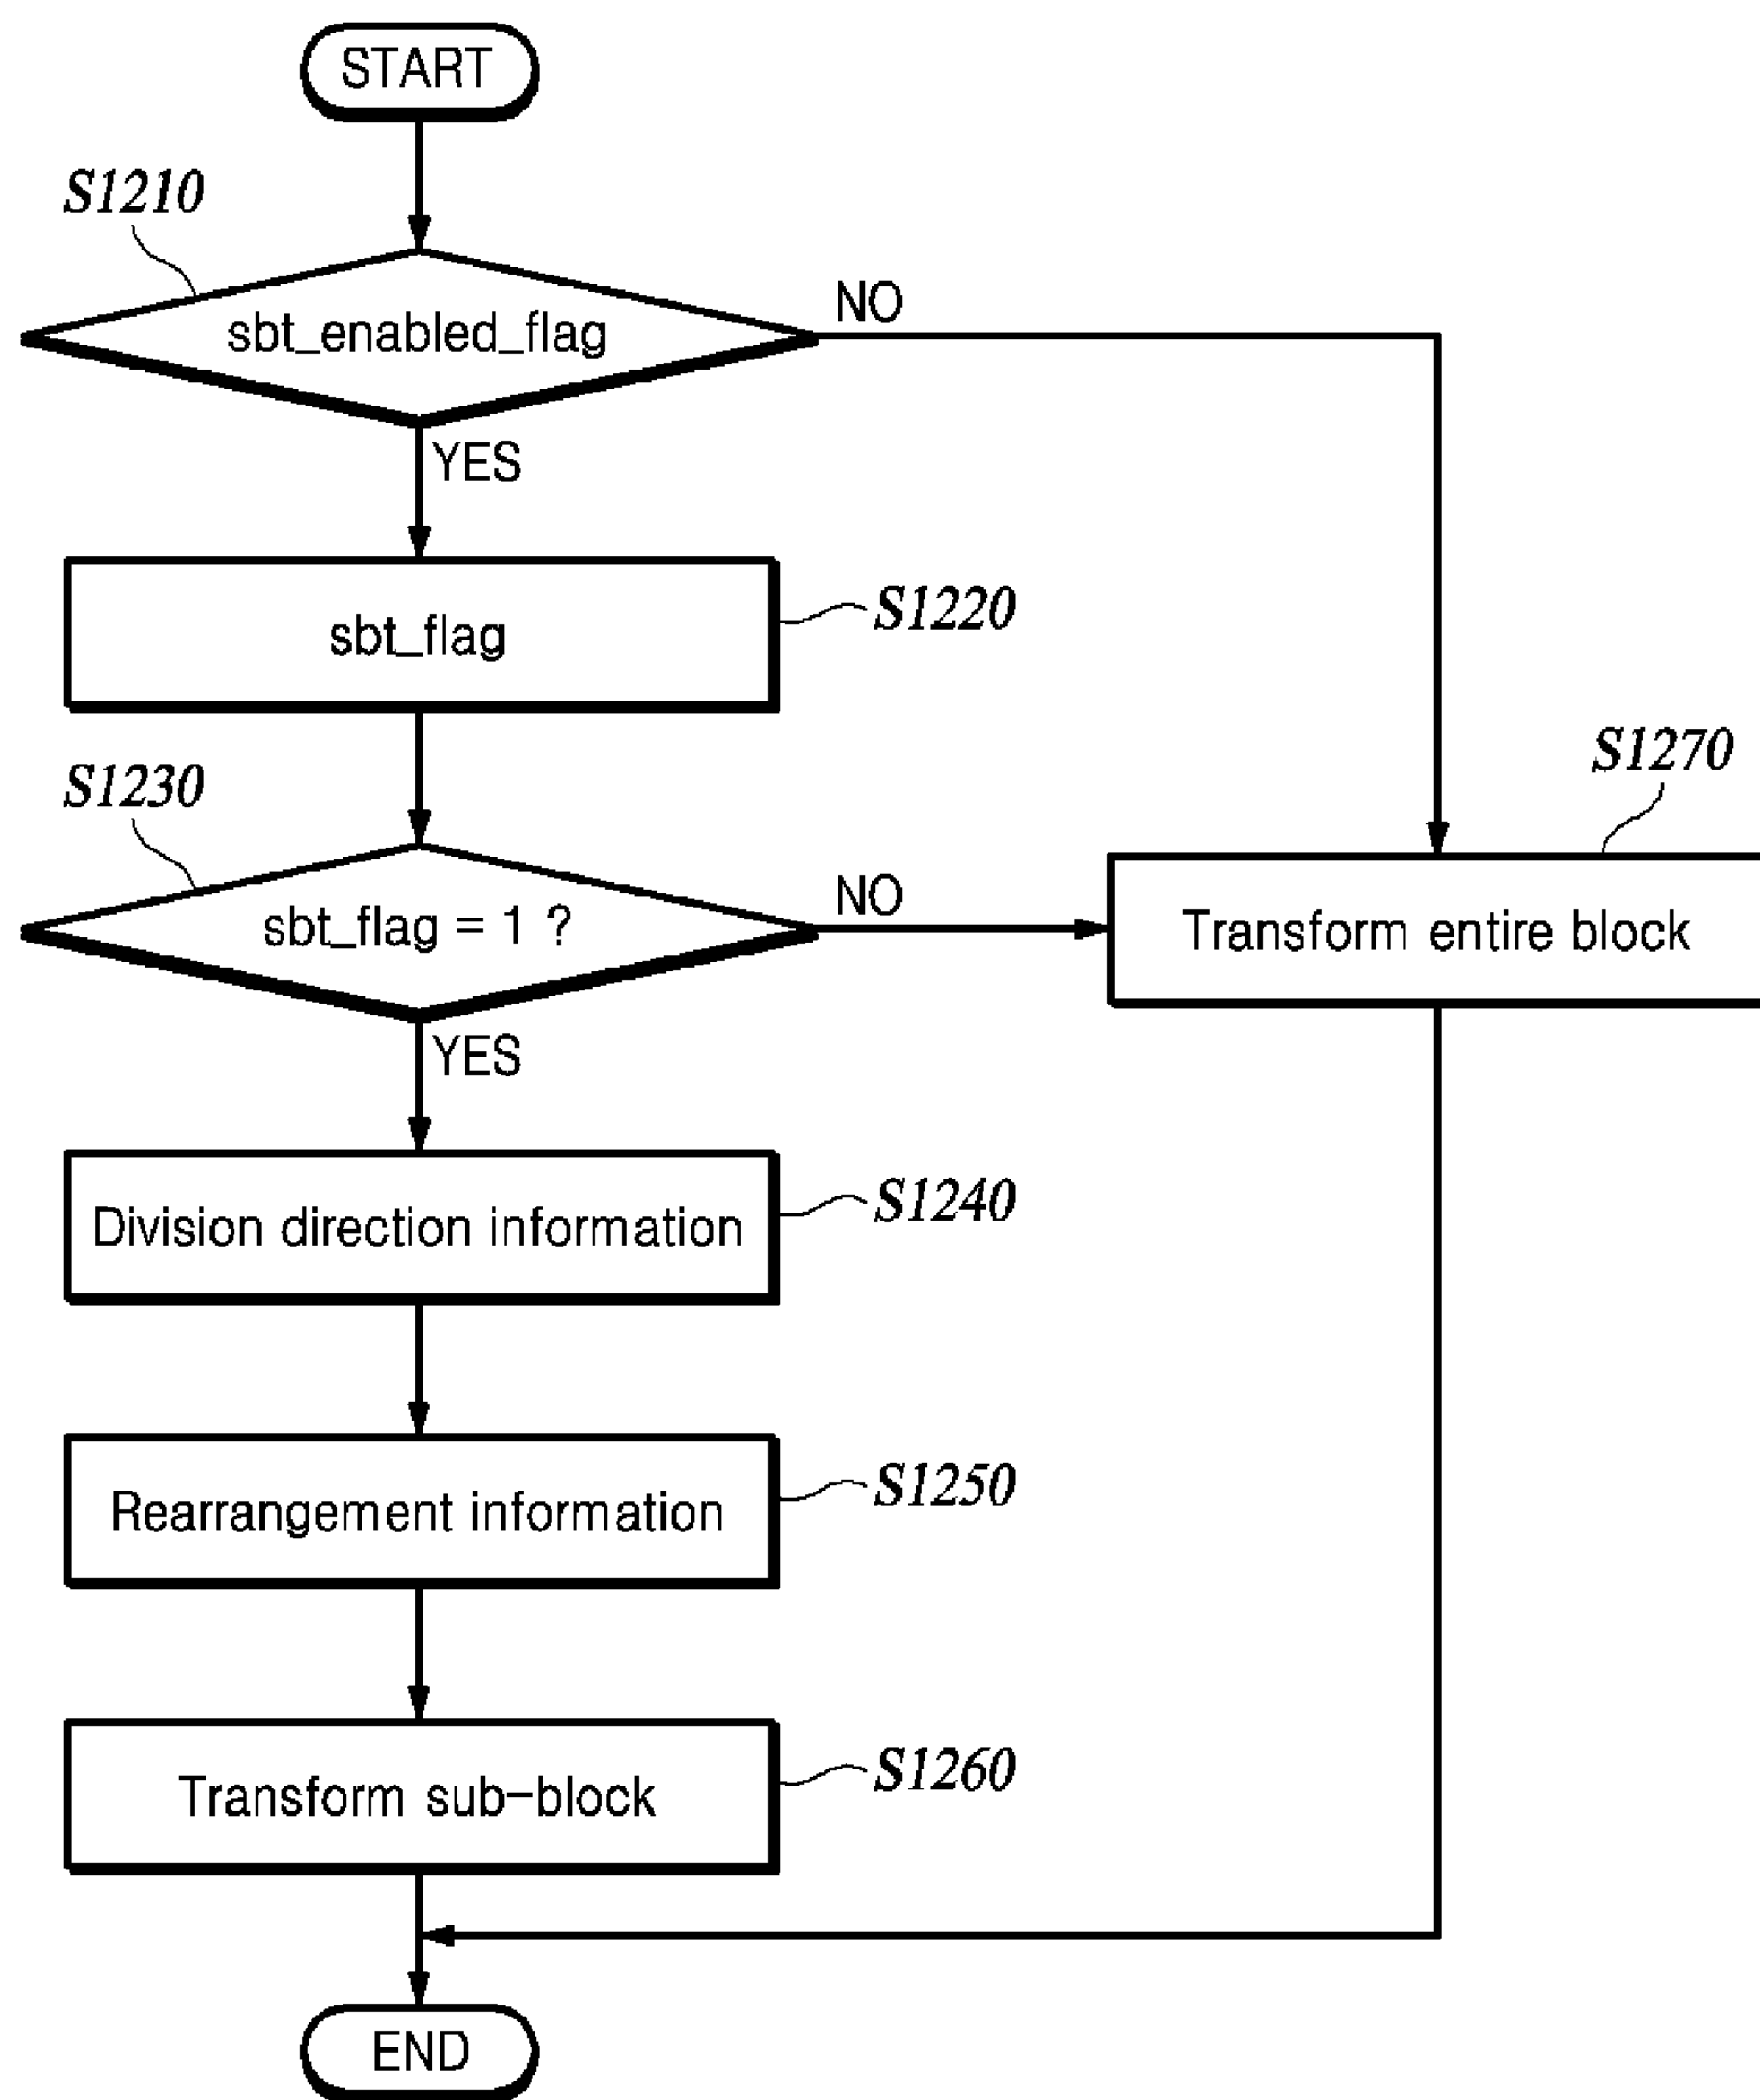 START
S1210
sbt_enabled_flag
NO
YES
sbt_flag
S1220
S1230
sbt_flag = 1 ?
NO
S1270
Transform entire block
YES
Division direction information
S1240
Rearrangement information
S1250
Transform sub-block
S1260
END